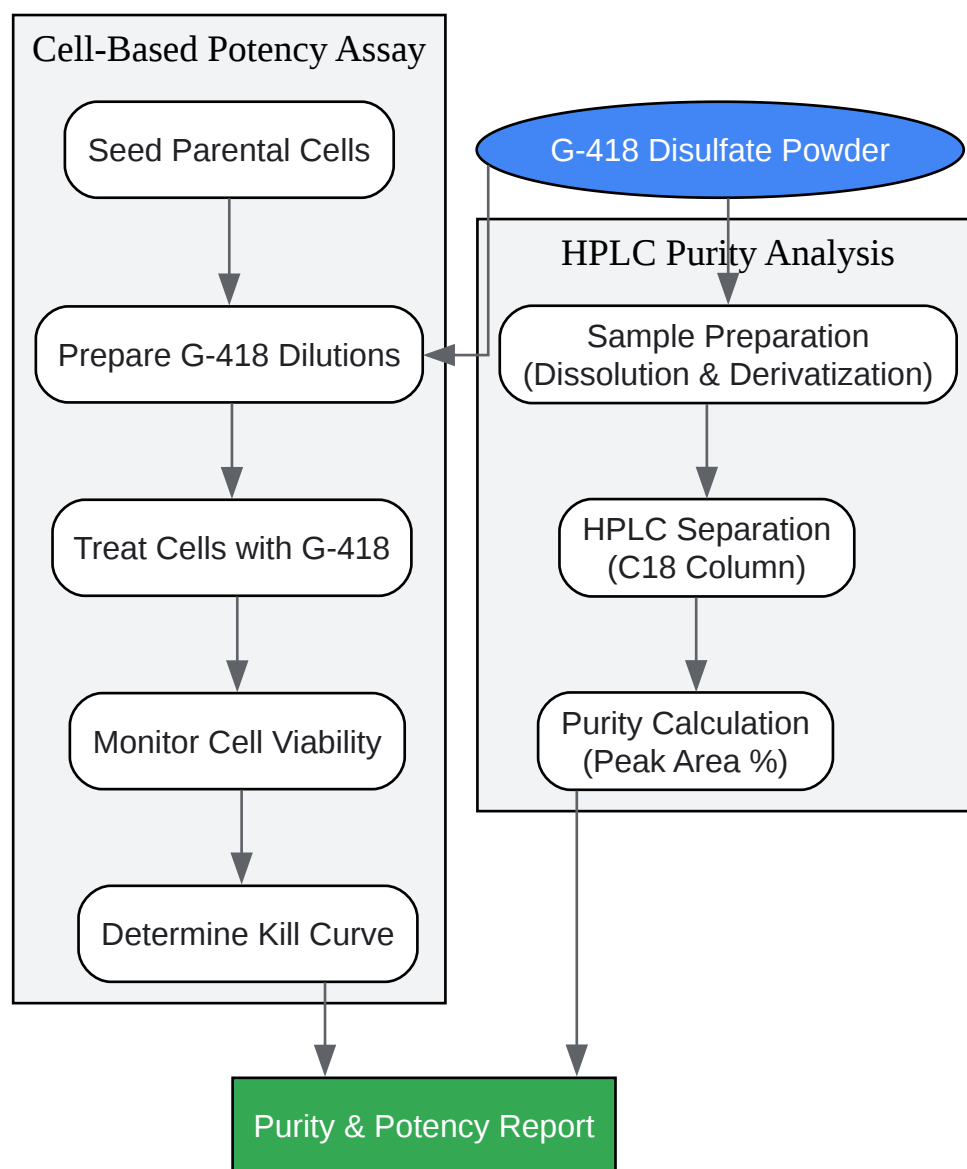 Cell-Based Potency Assay
Seed Parental Cells
Prepare G-418 Dilutions
Treat Cells with G-418
Monitor Cell Viability
Determine Kill Curve
G-418 Disulfate Powder
HPLC Purity Analysis
Sample Preparation
(Dissolution & Derivatization)
HPLC Separation
(C18 Column)
Purity Calculation
(Peak Area %)
Purity & Potency Report